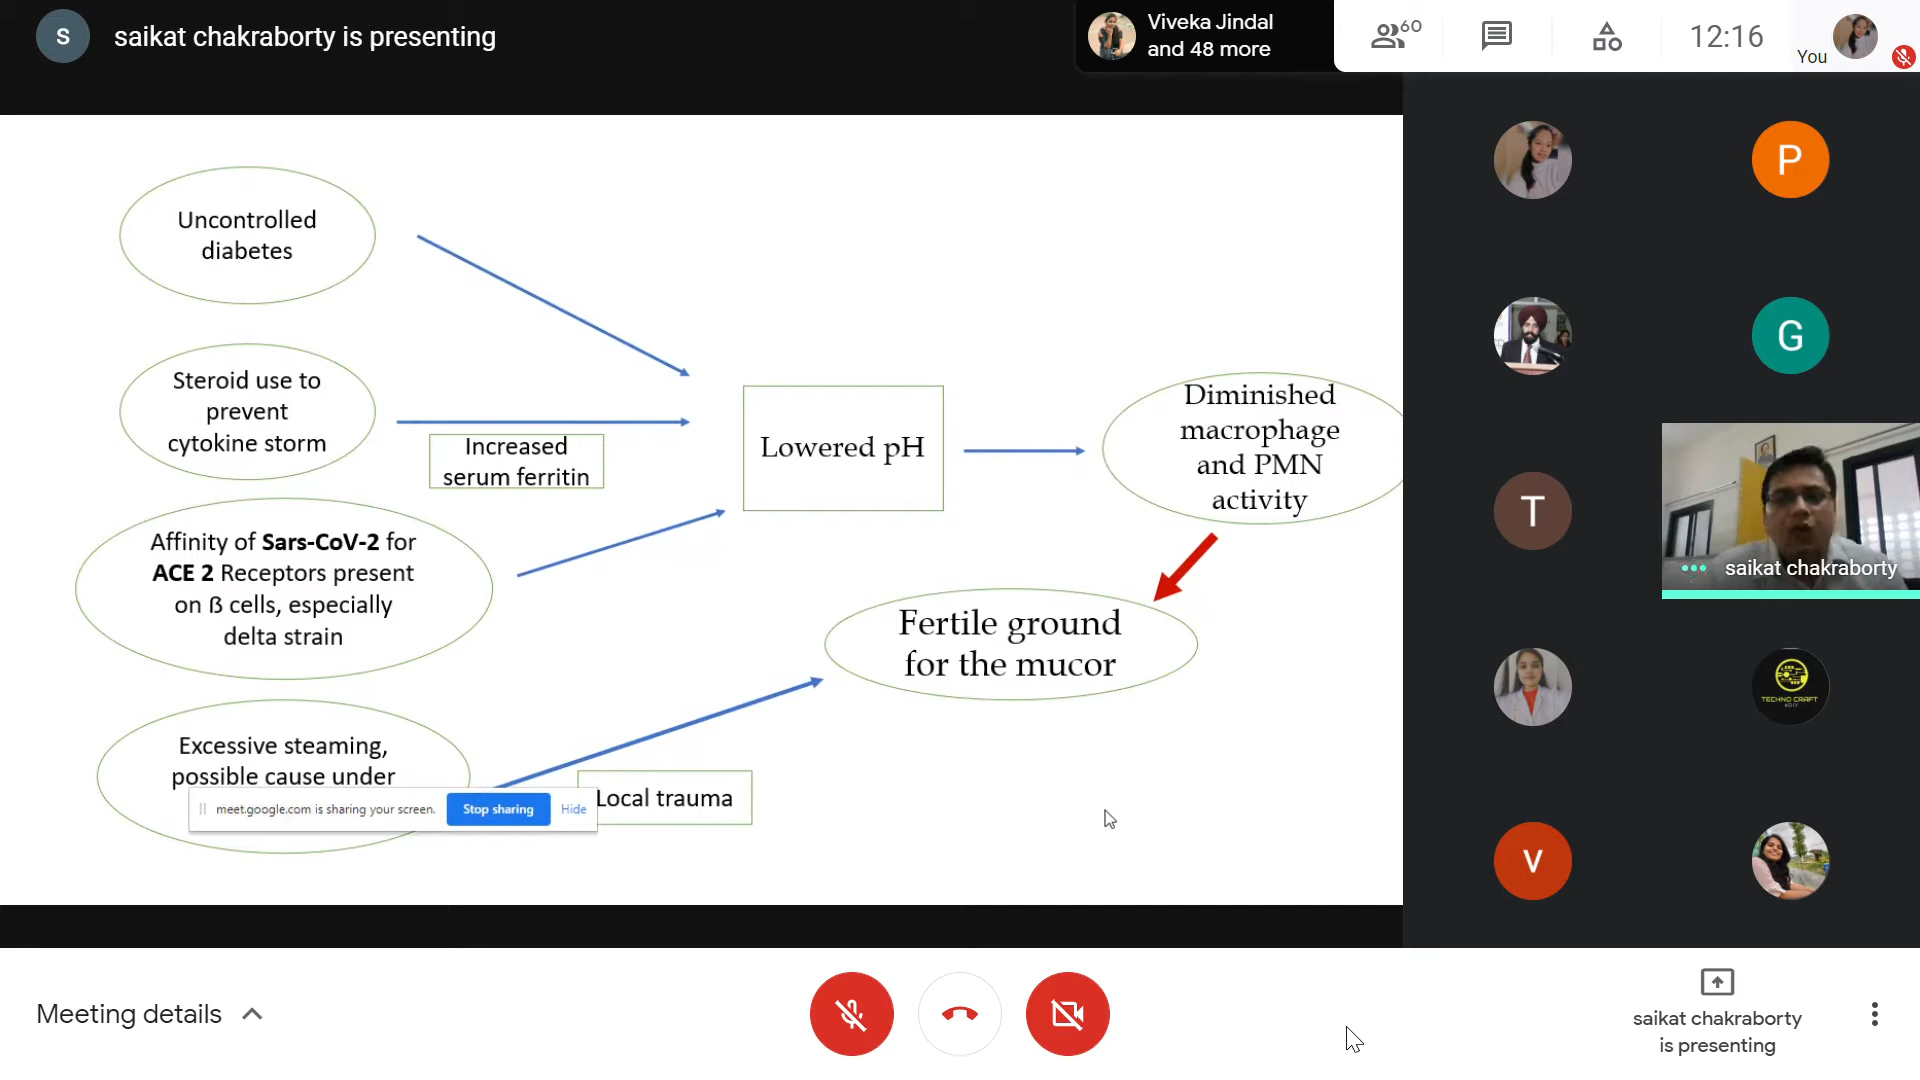 S
saikat chakraborty is presenting
Viveka Jindal
and 48 more
60
12:16
You
Uncontrolled
diabetes
Steroid use to
prevent
cytokine storm
Increased
serum ferritin
Lowered pH
Diminished
macrophage
and PMN
activity
Affinity of Sars-CoV-2 for
ACE 2 Receptors present
on ß cells, especially
delta strain
Fertile ground
for the mucor
Excessive steaming,
possible cause under
meet.google.com is sharing your screen.
Stop sharing
Hide
Local trauma
P
G
T
saikat chakraborty
TECHNO CRAFT
V
Meeting details
saikat chakraborty
is presenting